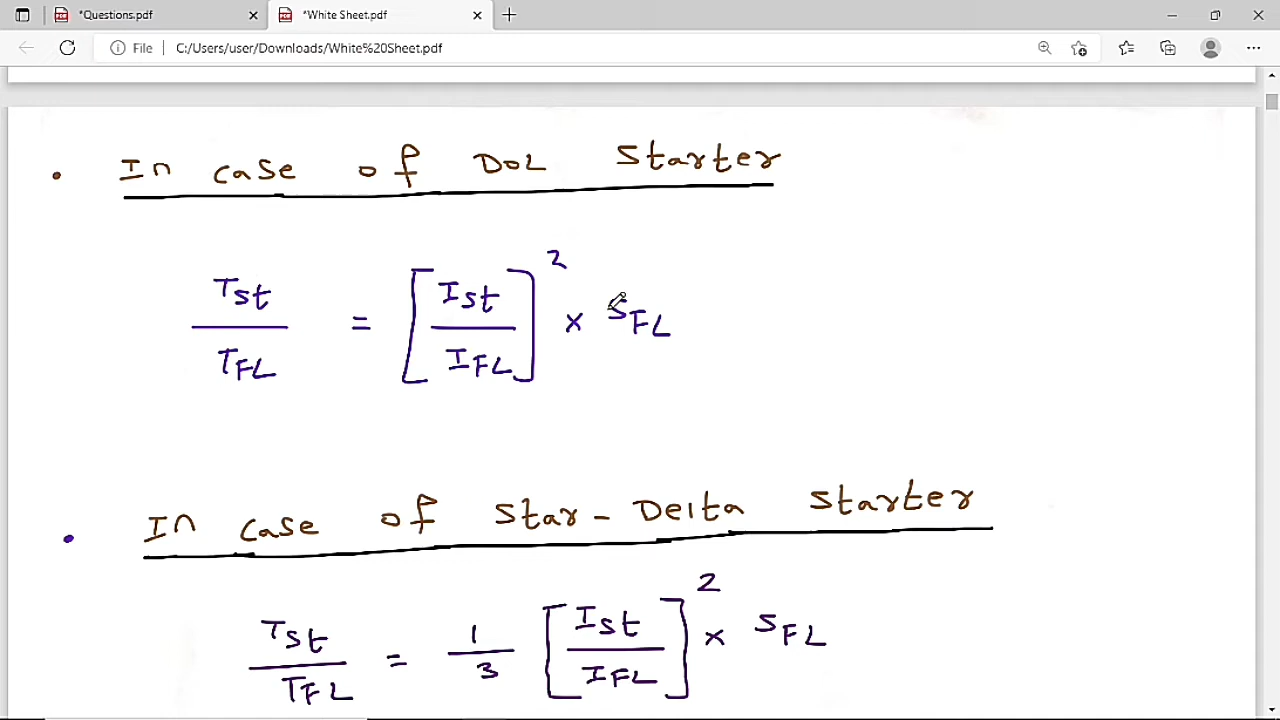 *Questions.pdf
*White Sheet.pdf
File C:/Users/user/Downloads/White%20Sheet.pdf
• In case of DOL Starter
Tst / TFL = [Ist / IFL]² × SFL
• In case of Star-Delta Starter
Tst / TFL = 1/3 [Ist / IFL]² × SFL